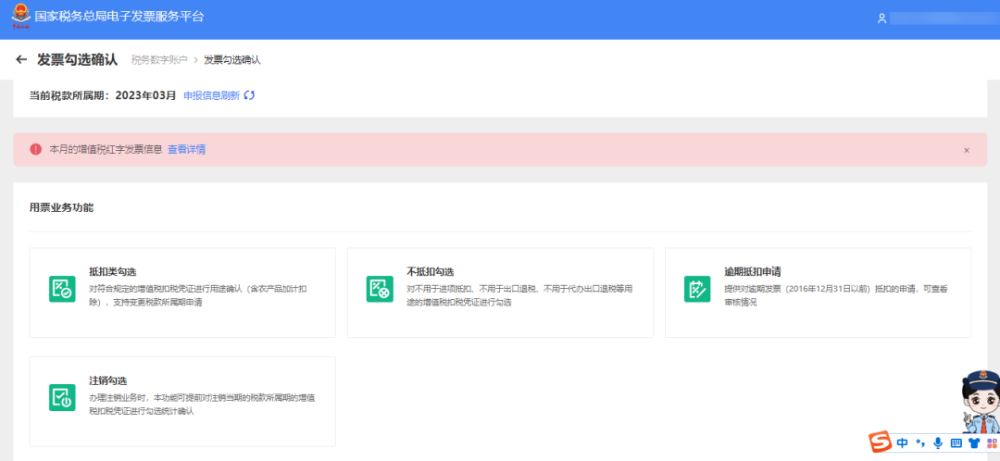 国家税务总局电子发票服务平台
发票勾选确认 税务数字账户 > 发票勾选确认
当前税款所属期：2023年03月 申报信息刷新
本月的增值税红字发票信息 查看详情 ×
用票业务功能
抵扣类勾选
对符合规定的增值税扣税凭证进行用途确认（含农产品加计扣
除），支持变更税款所属期申请
不抵扣勾选
对不用于进项抵扣、不用于出口退税、不用于代办出口退税等用
途的增值税扣税凭证进行勾选
逾期抵扣申请
提供对逾期发票（2016年12月31日以前）抵扣的申请，可查看
审核情况
注销勾选
办理注销业务时，本功能可提前对注销当期的税款所属期的增值
税扣税凭证进行勾选统计确认
S 中